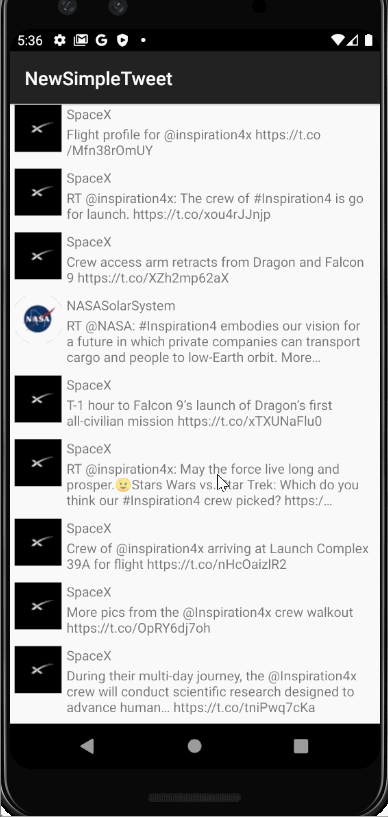 5:36
NewSimpleTweet
SpaceX
Flight profile for @inspiration4x https://t.co
/Mfn38rOmUY
SpaceX
RT @inspiration4x: The crew of #Inspiration4 is go
for launch. https://t.co/xou4rJJnjp
SpaceX
Crew access arm retracts from Dragon and Falcon
9 https://t.co/XZh2mp62aX
NASASolarSystem
RT @NASA: #Inspiration4 embodies our vision for
a future in which private companies can transport
cargo and people to low-Earth orbit. More…
SpaceX
T-1 hour to Falcon 9’s launch of Dragon’s first
all-civilian mission https://t.co/xTXUNaFlu0
SpaceX
RT @inspiration4x: May the force live long and
prosper.😉Stars Wars vs. Star Trek: Which do you
think our #Inspiration4 crew picked? https:/…
SpaceX
Crew of @inspiration4x arriving at Launch Complex
39A for flight https://t.co/nHcOaizlR2
SpaceX
More pics from the @Inspiration4x crew walkout
https://t.co/OpRY6dj7oh
SpaceX
During their multi-day journey, the @Inspiration4x
crew will conduct scientific research designed to
advance human… https://t.co/tniPwq7cKa